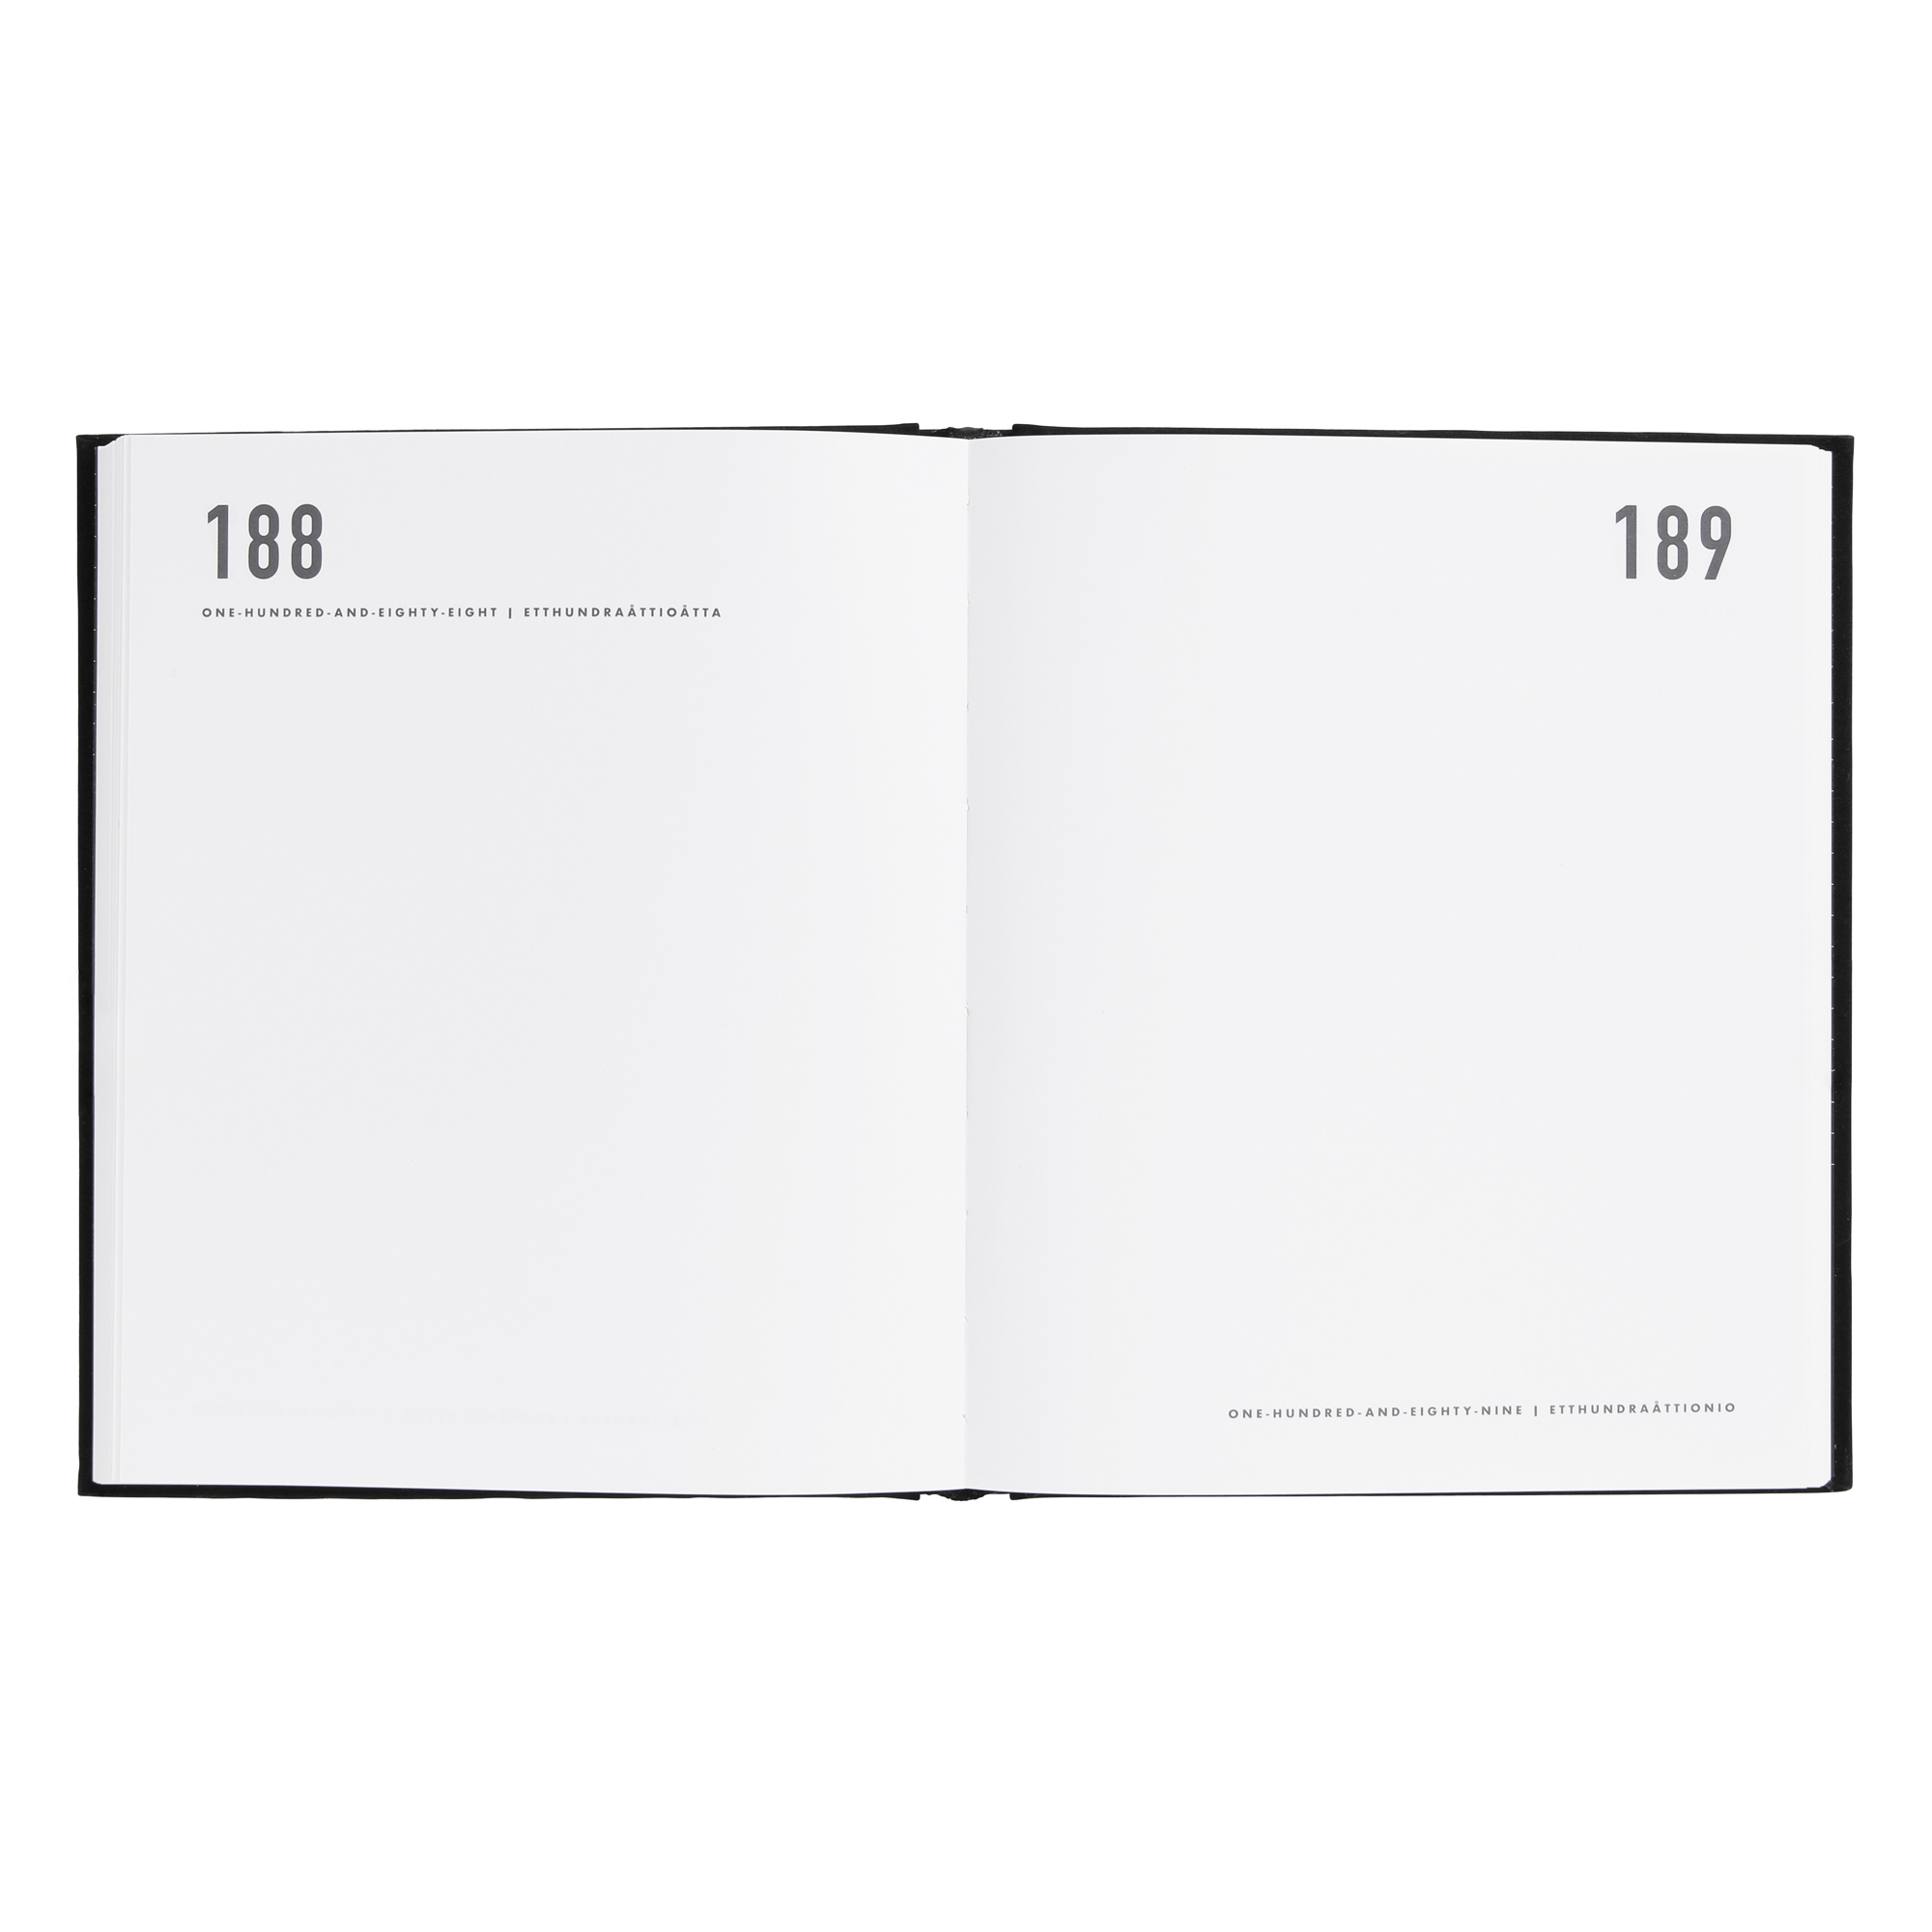 188
ONE-HUNDRED-AND-EIGHTY-EIGHT | ETTHUNDRAÅTTIOÅTTA
189
ONE-HUNDRED-AND-EIGHTY-NINE | ETTHUNDRAÅTTIONIO